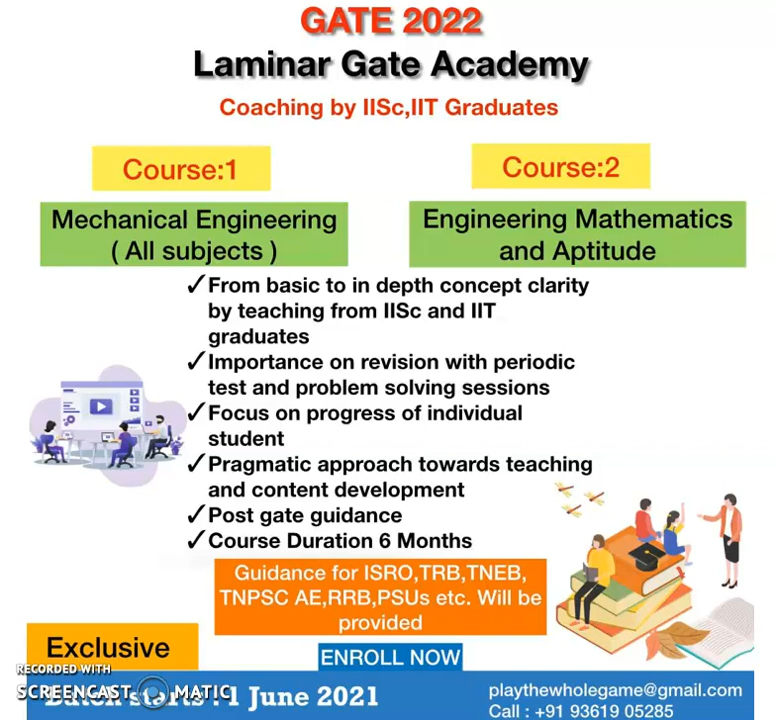 GATE 2022
Laminar Gate Academy
Coaching by IISc,IIT Graduates
Course:1
Course:2
Mechanical Engineering
( All subjects )
Engineering Mathematics
and Aptitude
✓From basic to in depth concept clarity
by teaching from IISc and IIT
graduates
✓Importance on revision with periodic
test and problem solving sessions
✓Focus on progress of individual
student
✓Pragmatic approach towards teaching
and content development
✓Post gate guidance
✓Course Duration 6 Months
Guidance for ISRO,TRB,TNEB,
TNPSC AE,RRB,PSUs etc. Will be
provided
Exclusive
ENROLL NOW
RECORDED WITH
SCREENCAST MATIC
Batch starts : 1 June 2021
playthewholegame@gmail.com
Call : +91 93619 05285